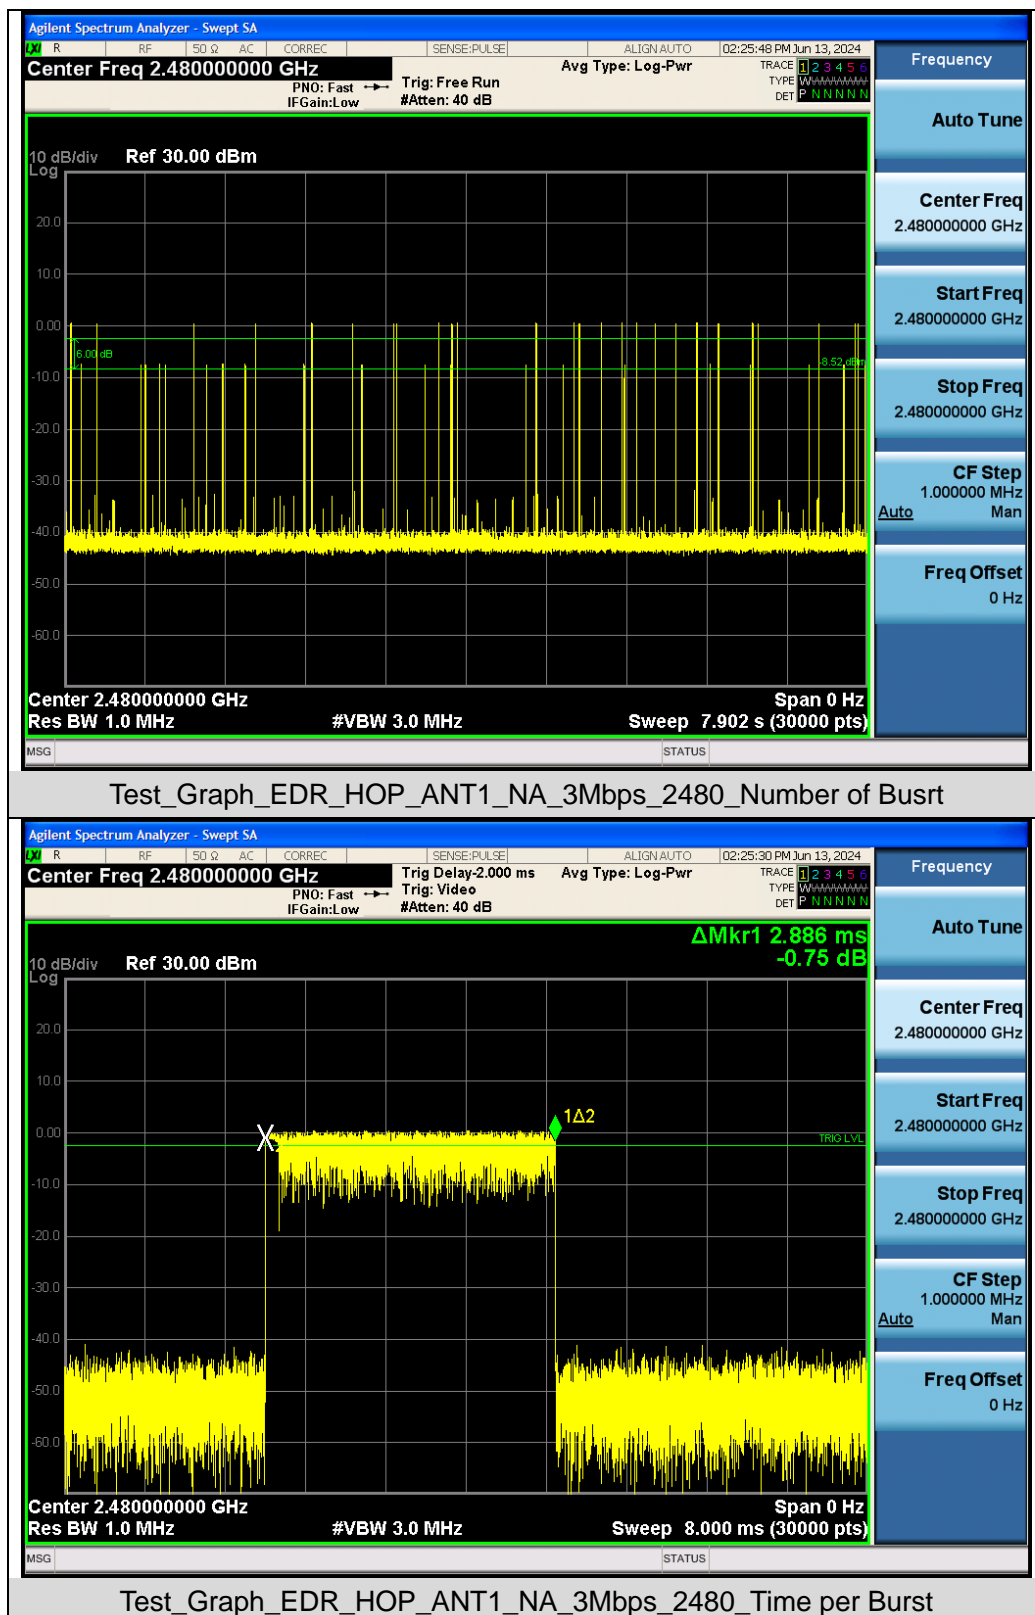 Agilent Spectrum Analyzer - Swept SA
LXI R RF 50 Ω AC CORREC SENSE:PULSE ALIGN AUTO 02:25:48 PM Jun 13, 2024
Center Freq 2.480000000 GHz
PNO: Fast
IFGain:Low
Trig: Free Run
#Atten: 40 dB
Avg Type: Log-Pwr
TRACE 1 2 3 4 5 6
TYPE W
DET P N N N N N
Frequency
Auto Tune
Center Freq
2.480000000 GHz
Start Freq
2.480000000 GHz
Stop Freq
2.480000000 GHz
CF Step
1.000000 MHz
Auto Man
Freq Offset
0 Hz
10 dB/div Ref 30.00 dBm
Log
20.0
10.0
0.00
6.00 dB
-8.52 dBm
-10.0
-20.0
-30.0
-40.0
-50.0
-60.0
Center 2.480000000 GHz Span 0 Hz
Res BW 1.0 MHz #VBW 3.0 MHz Sweep 7.902 s (30000 pts)
MSG STATUS
Test_Graph_EDR_HOP_ANT1_NA_3Mbps_2480_Number of Busrt
Agilent Spectrum Analyzer - Swept SA
LXI R RF 50 Ω AC CORREC SENSE:PULSE ALIGN AUTO 02:25:30 PM Jun 13, 2024
Center Freq 2.480000000 GHz
PNO: Fast
IFGain:Low
Trig Delay-2.000 ms
Trig: Video
#Atten: 40 dB
Avg Type: Log-Pwr
TRACE 1 2 3 4 5 6
TYPE W
DET P N N N N N
Frequency
Auto Tune
Center Freq
2.480000000 GHz
Start Freq
2.480000000 GHz
Stop Freq
2.480000000 GHz
CF Step
1.000000 MHz
Auto Man
Freq Offset
0 Hz
ΔMkr1 2.886 ms
-0.75 dB
10 dB/div Ref 30.00 dBm
Log
20.0
10.0
0.00
1Δ2
TRIG LVL
-10.0
-20.0
-30.0
-40.0
-50.0
-60.0
Center 2.480000000 GHz Span 0 Hz
Res BW 1.0 MHz #VBW 3.0 MHz Sweep 8.000 ms (30000 pts)
MSG STATUS
Test_Graph_EDR_HOP_ANT1_NA_3Mbps_2480_Time per Burst